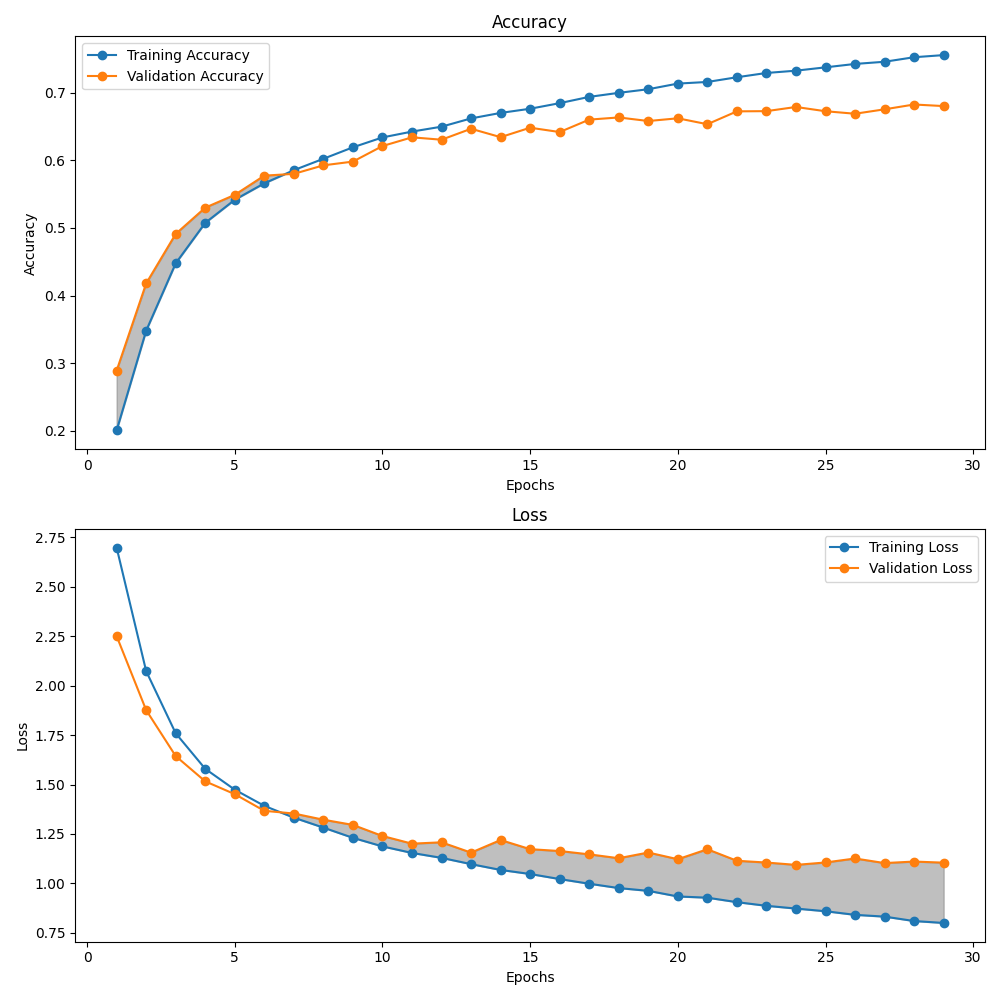 Accuracy
Training Accuracy
Validation Accuracy
0.7
0.6
0.5
0.4
0.3
0.2
Accuracy
0 5 10 15 20 25 30
Epochs
Loss
Training Loss
Validation Loss
2.75
2.50
2.25
2.00
1.75
1.50
1.25
1.00
0.75
Loss
0 5 10 15 20 25 30
Epochs